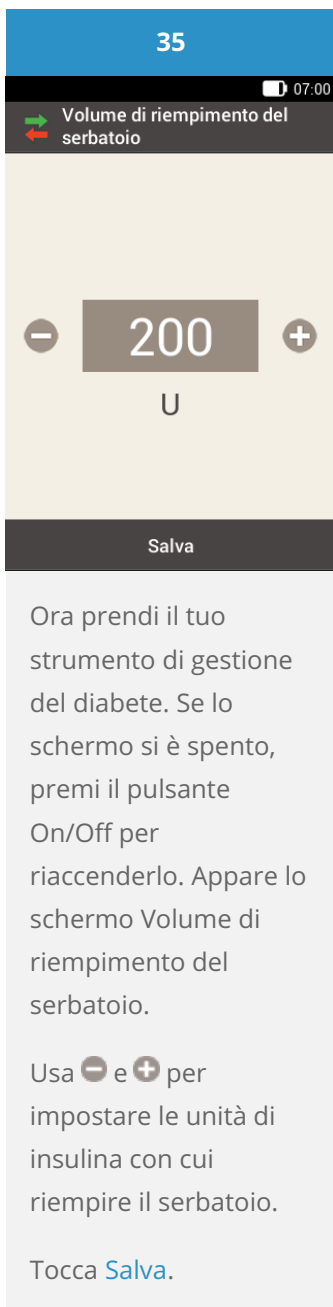 35
07:00
Volume di riempimento del
serbatoio
200
U
Salva
Ora prendi il tuo
strumento di gestione
del diabete. Se lo
schermo si è spento,
premi il pulsante
On/Off per
riaccenderlo. Appare lo
schermo Volume di
riempimento del
serbatoio.
Usa e per
impostare le unità di
insulina con cui
riempire il serbatoio.
Tocca Salva.